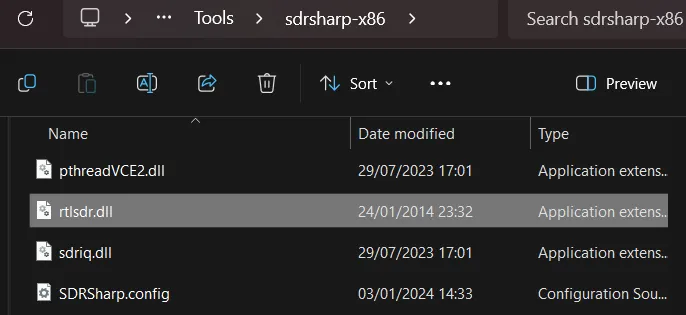 Tools > sdrsharp-x86 > Search sdrsharp-x86
Sort Preview
Name Date modified Type
pthreadVCE2.dll 29/07/2023 17:01 Application extens...
rtlsdr.dll 24/01/2014 23:32 Application extens...
sdriq.dll 29/07/2023 17:01 Application extens...
SDRSharp.config 03/01/2024 14:33 Configuration Sou...